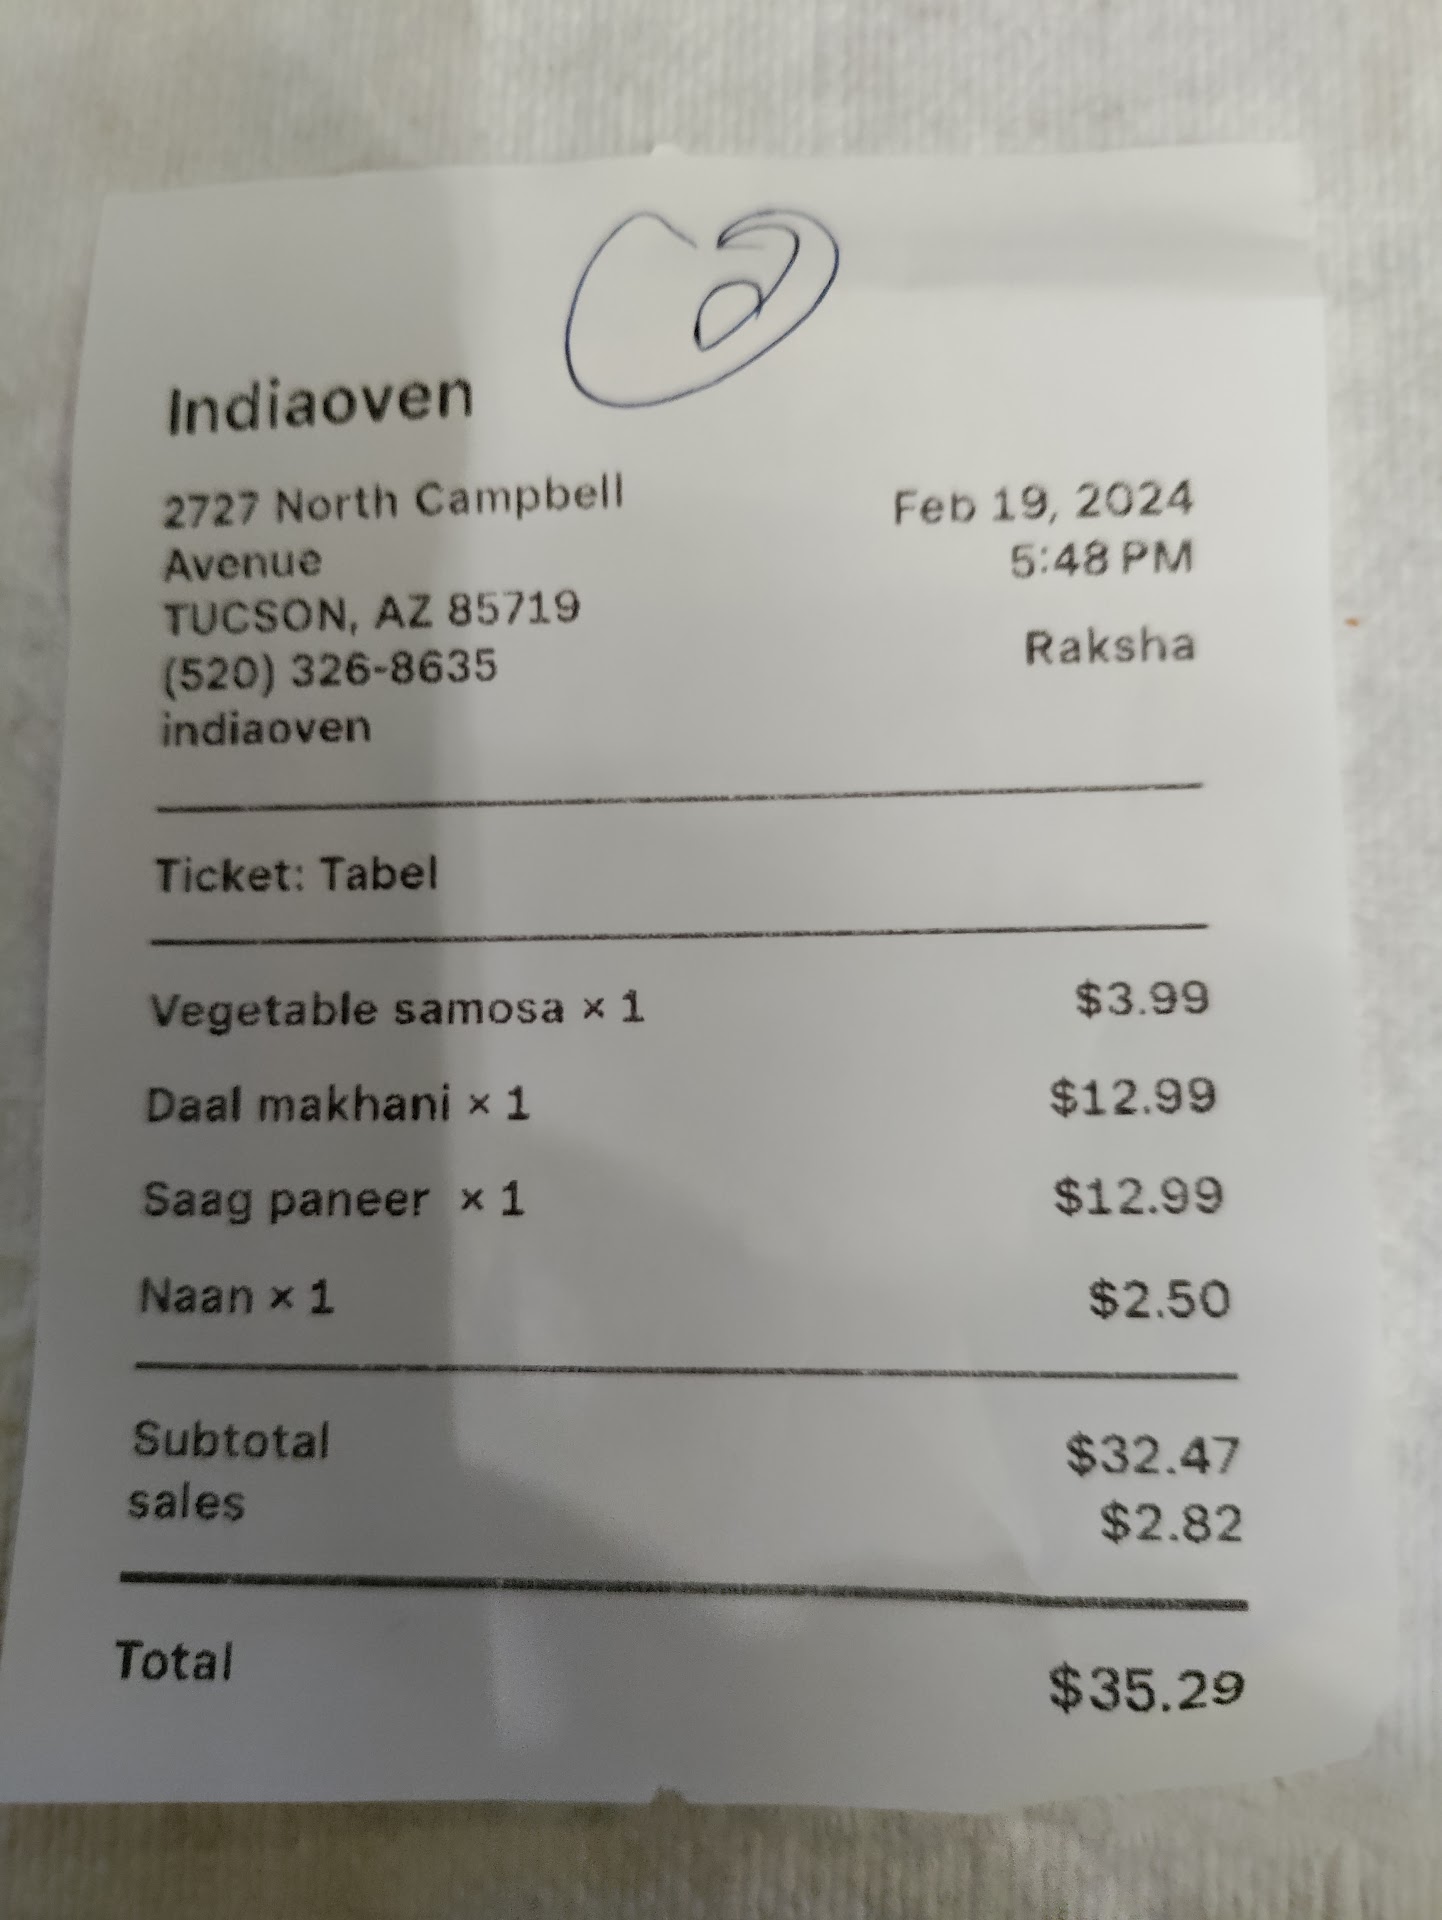 Indiaoven
2727 North Campbell
Avenue
TUCSON, AZ 85719
(520) 326-8635
indiaoven
Feb 19, 2024
5:48 PM
Raksha
Ticket: Tabel
Vegetable samosa × 1 $3.99
Daal makhani × 1 $12.99
Saag paneer × 1 $12.99
Naan × 1 $2.50
Subtotal $32.47
sales $2.82
Total $35.29